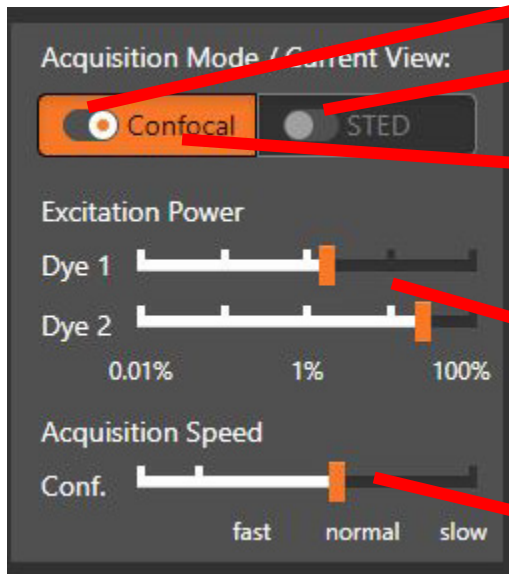 Acquisition Mode / Current View:
Confocal STED
Excitation Power
Dye 1
Dye 2
0.01% 1% 100%
Acquisition Speed
Conf.
fast normal slow